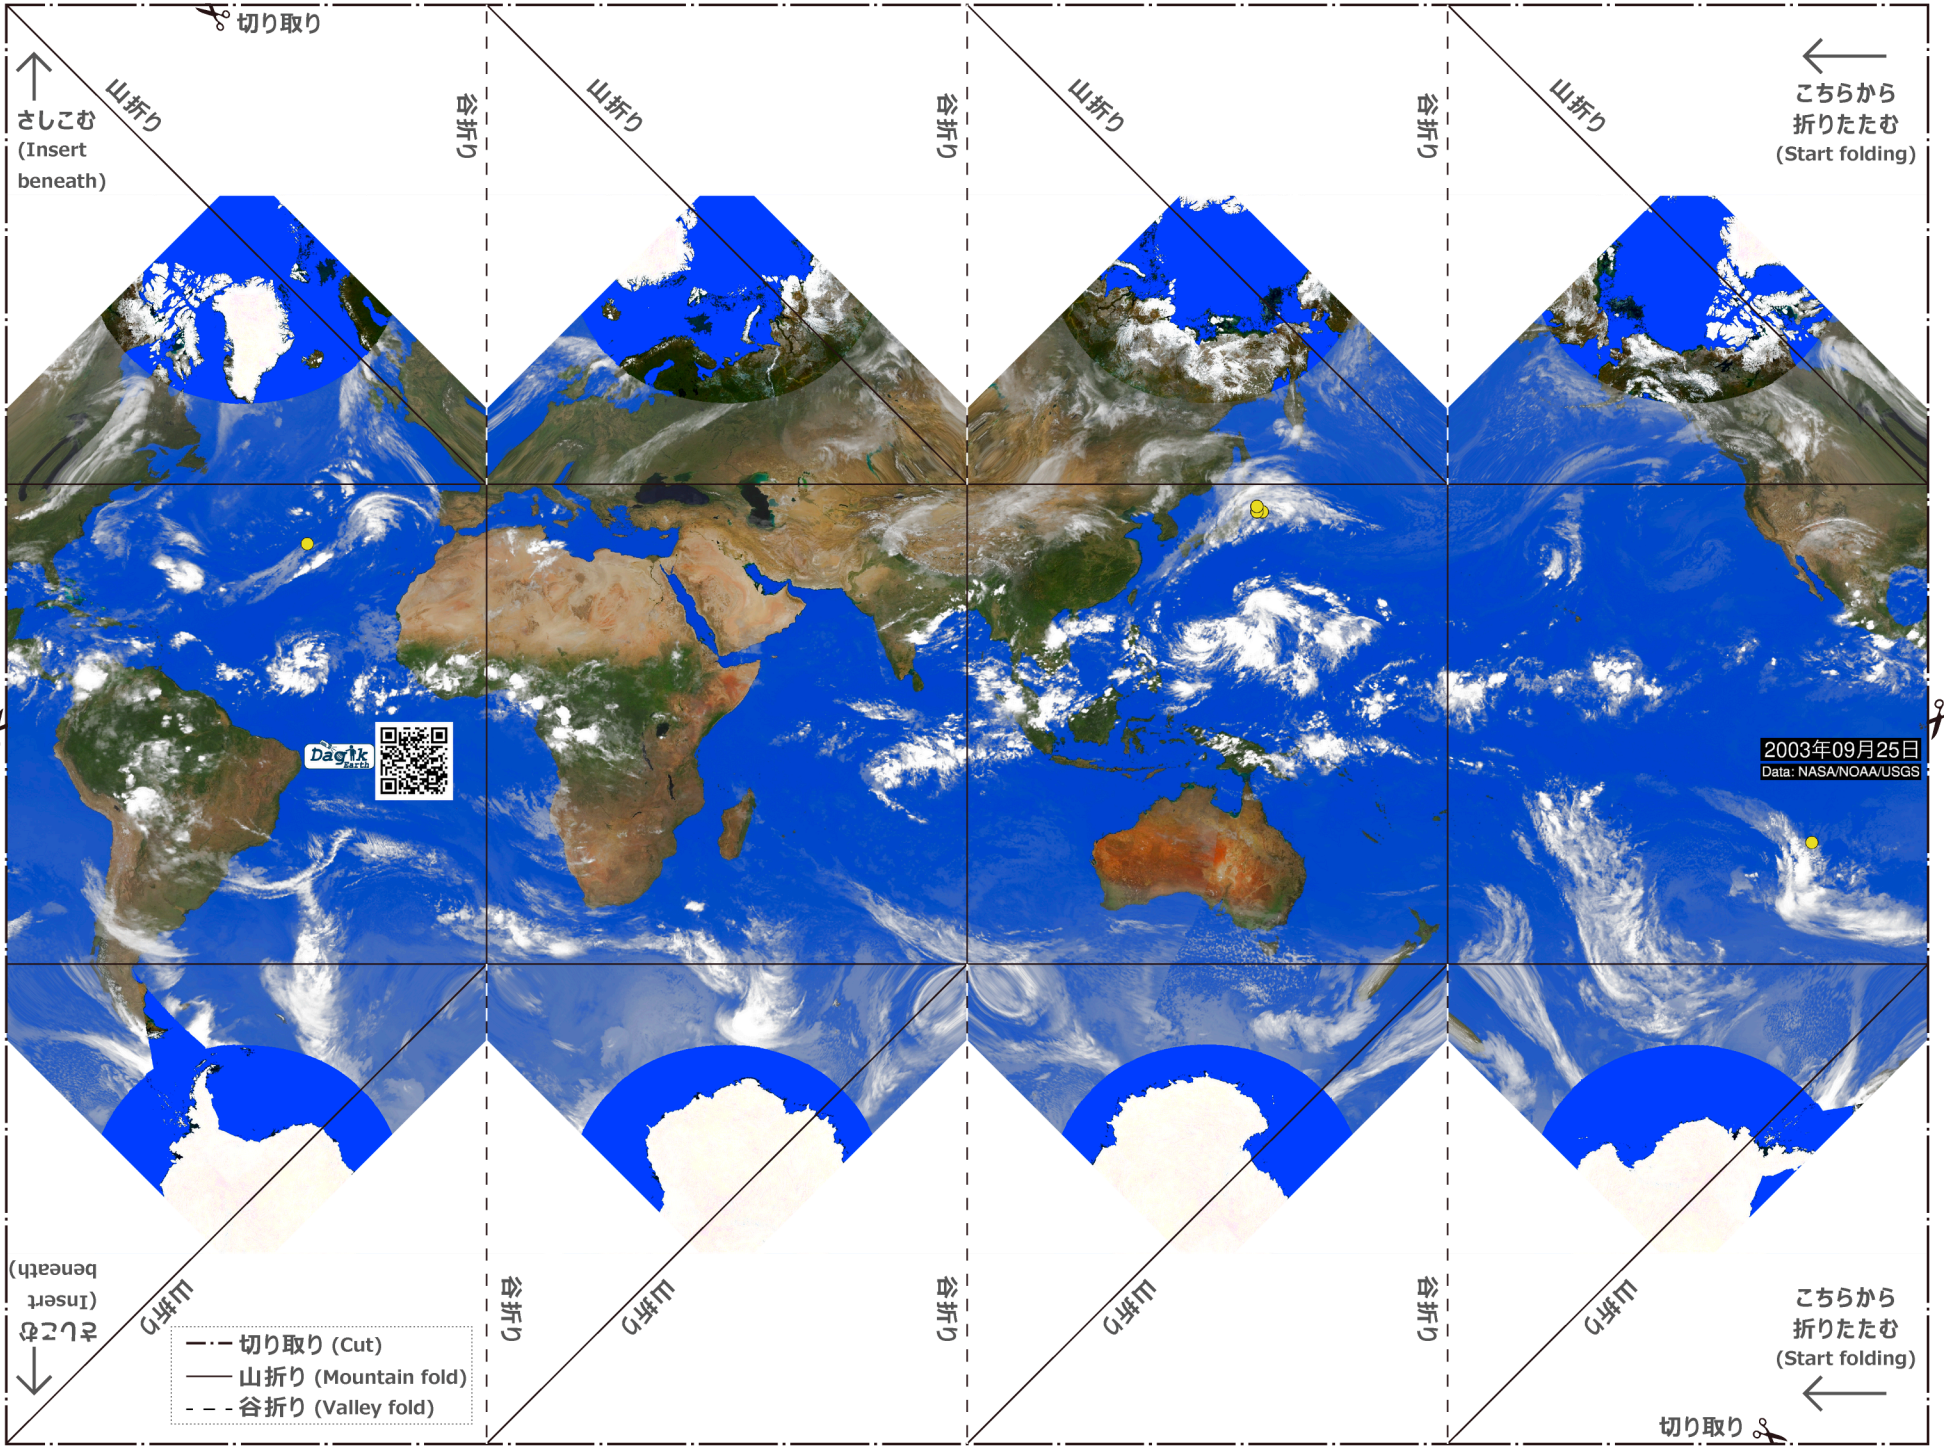 切り取り
さしこむ
(Insert
beneath)
山折り
谷折り
山折り
谷折り
山折り
谷折り
山折り
こちらから
折りたたむ
(Start folding)
Dagik
Earth
2003年09月25日
Data: NASA/NOAA/USGS
さしこむ
(Insert
beneath)
山折り
谷折り
山折り
谷折り
山折り
谷折り
山折り
こちらから
折りたたむ
(Start folding)
切り取り (Cut)
山折り (Mountain fold)
谷折り (Valley fold)
切り取り